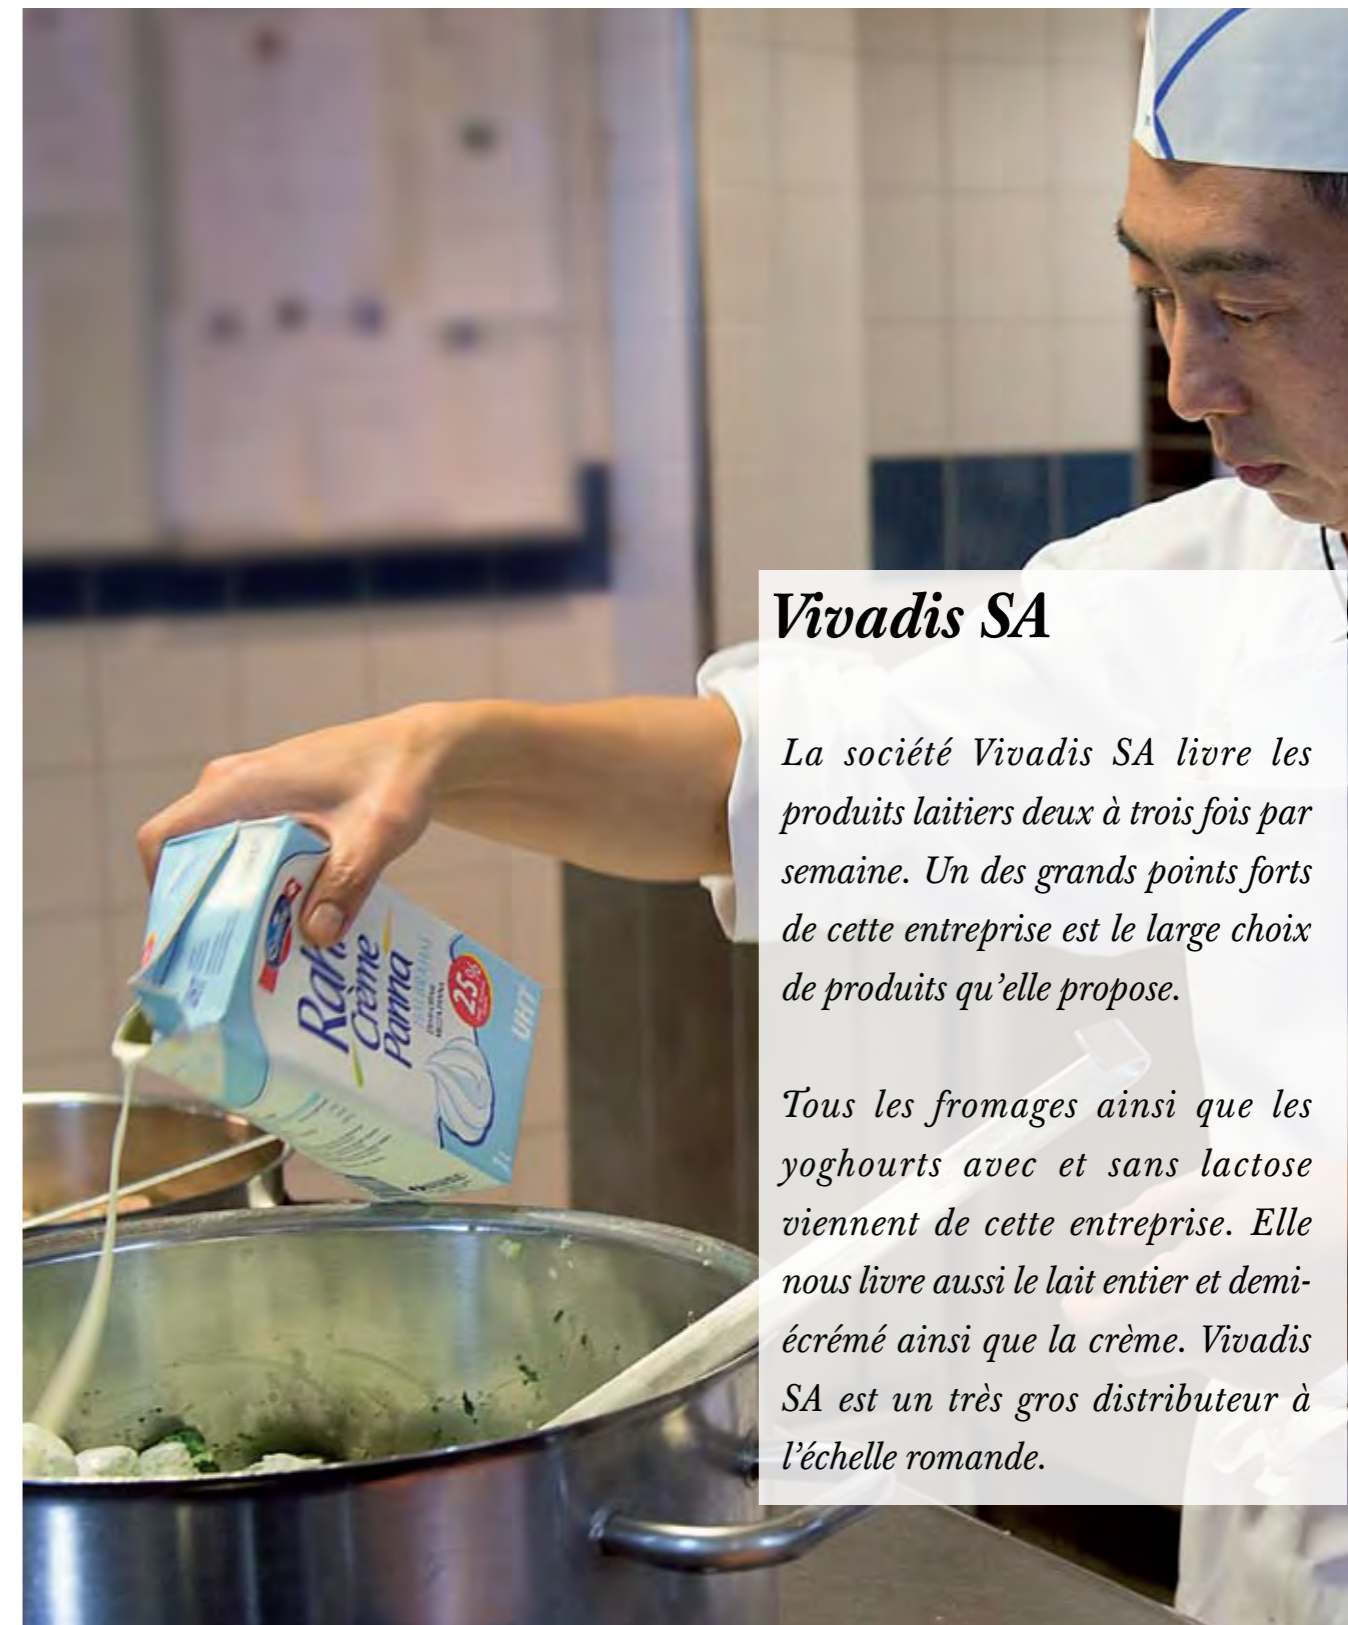 Vivadis SA
La société Vivadis SA livre les
produits laitiers deux à trois fois par
semaine. Un des grands points forts
de cette entreprise est le large choix
de produits qu'elle propose.
Tous les fromages ainsi que les
yoghourts avec et sans lactose
viennent de cette entreprise. Elle
nous livre aussi le lait entier et demi-
écrémé ainsi que la crème. Vivadis
SA est un très gros distributeur à
l'échelle romande.
Crème
Panna
25%
UHT